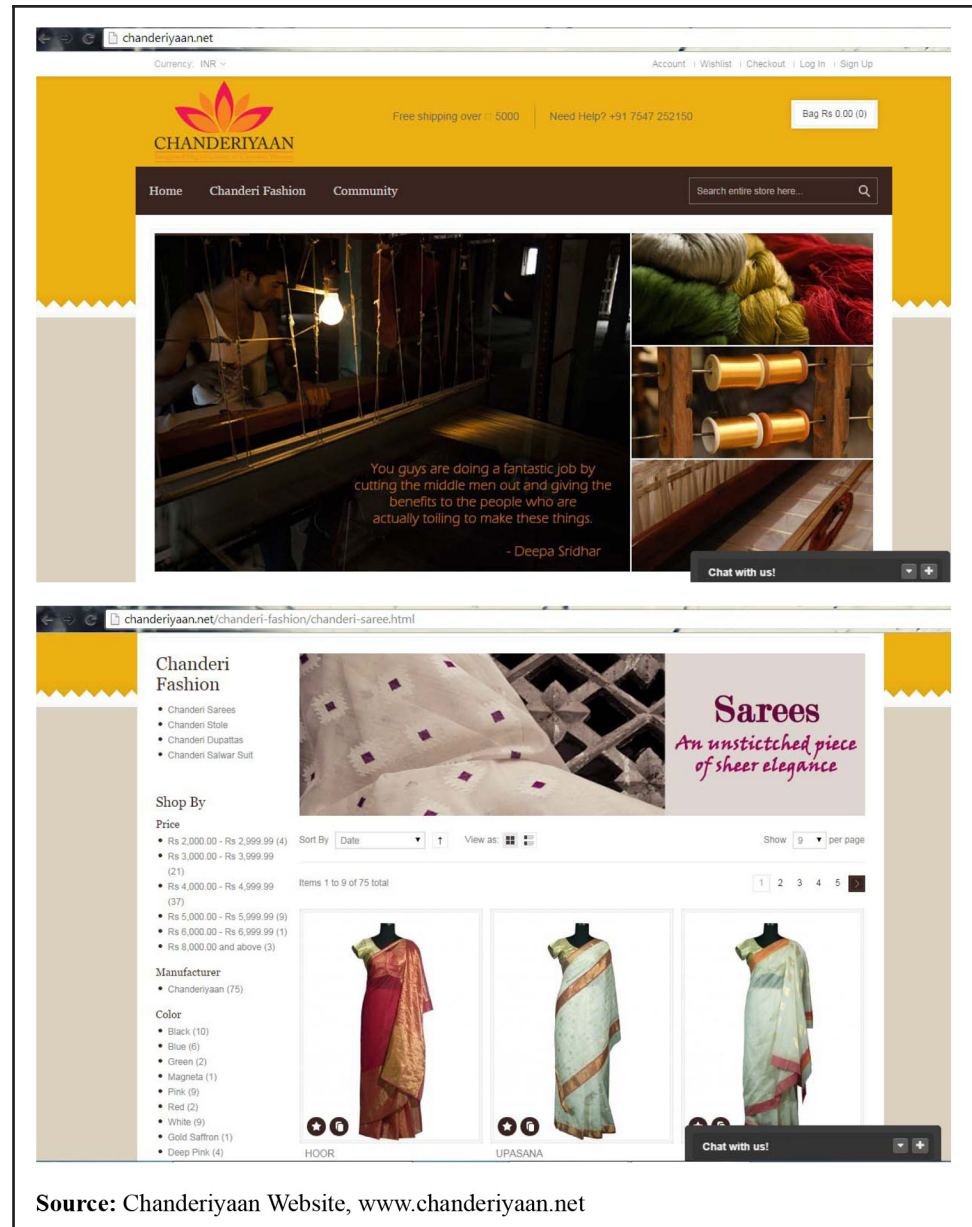 chanderiyaan.net
Currency: INR
Account | Wishlist | Checkout | Log In | Sign Up
Free shipping over □ 5000
Need Help? +91 7547 252150
Bag Rs 0.00 (0)
CHANDERIYAAN
Home Chanderi Fashion Community
Search entire store here...
You guys are doing a fantastic job by
cutting the middle men out and giving the
benefits to the people who are
actually toiling to make these things.
- Deepa Sridhar
Chat with us!
chanderiyaan.net/chanderi-fashion/chanderi-saree.html
Chanderi
Fashion
• Chanderi Sarees
• Chanderi Stole
• Chanderi Dupattas
• Chanderi Salwar Suit
Shop By
Price
• Rs 2,000.00 - Rs 2,999.99 (4)
• Rs 3,000.00 - Rs 3,999.99
(21)
• Rs 4,000.00 - Rs 4,999.99
(37)
• Rs 5,000.00 - Rs 5,999.99 (9)
• Rs 6,000.00 - Rs 6,999.99 (1)
• Rs 8,000.00 and above (3)
Manufacturer
• Chanderiyaan (75)
Color
• Black (10)
• Blue (6)
• Green (2)
• Magneta (1)
• Pink (9)
• Red (2)
• White (9)
• Gold Saffron (1)
• Deep Pink (4)
Sarees
An unstictched piece
of sheer elegance
Sort By Date
View as:
Show 9 per page
Items 1 to 9 of 75 total
1 2 3 4 5
HOOR
UPASANA
Chat with us!
Source: Chanderiyaan Website, www.chanderiyaan.net